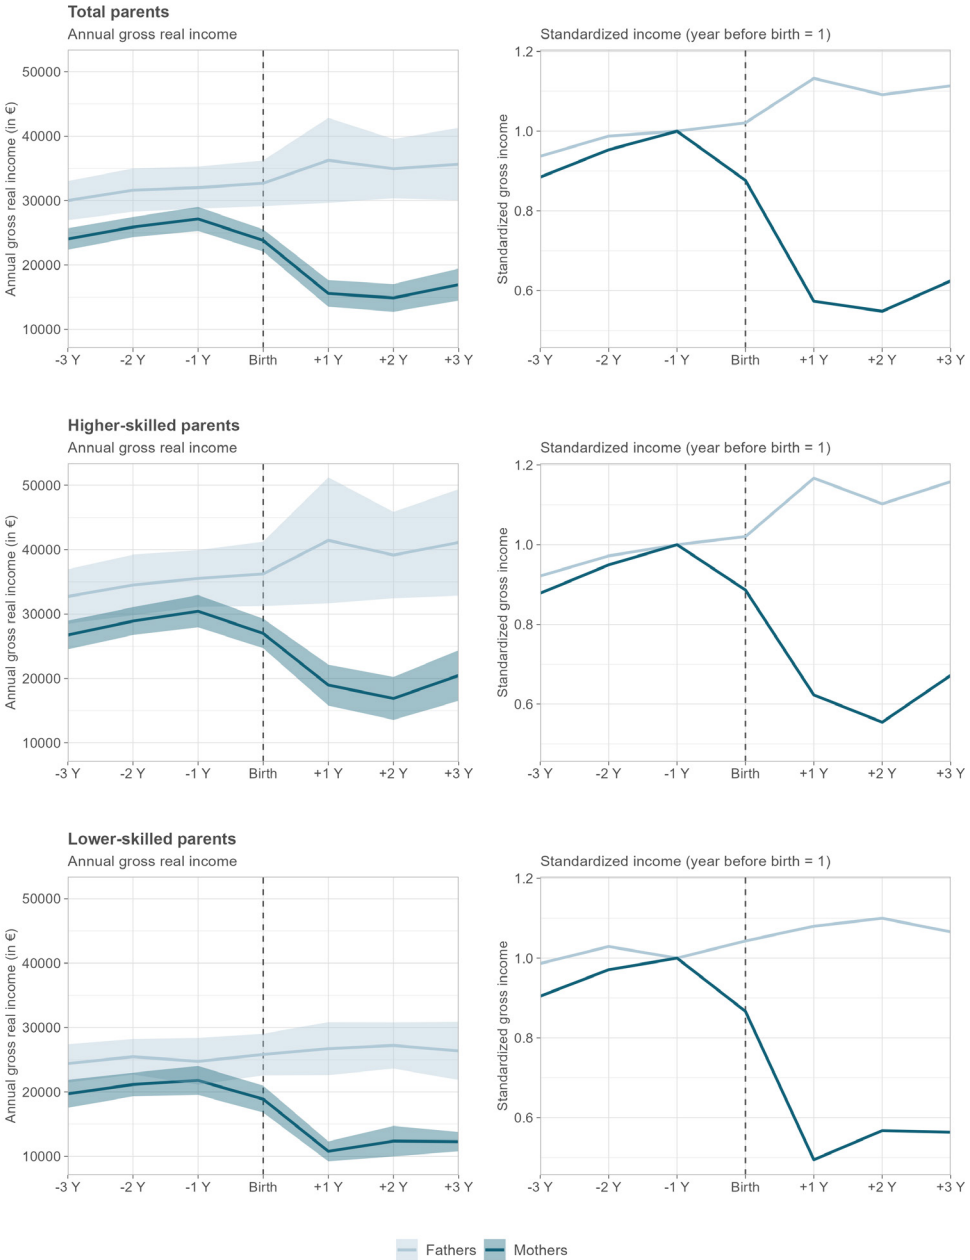 Total parents
Annual gross real income
Standardized income (year before birth = 1)
Annual gross real income (in €)
50000
40000
30000
20000
10000
-3 Y -2 Y -1 Y Birth +1 Y +2 Y +3 Y
Standardized gross income
1.2
1.0
0.8
0.6
-3 Y -2 Y -1 Y Birth +1 Y +2 Y +3 Y
Higher-skilled parents
Annual gross real income
Standardized income (year before birth = 1)
Annual gross real income (in €)
50000
40000
30000
20000
10000
-3 Y -2 Y -1 Y Birth +1 Y +2 Y +3 Y
Standardized gross income
1.2
1.0
0.8
0.6
-3 Y -2 Y -1 Y Birth +1 Y +2 Y +3 Y
Lower-skilled parents
Annual gross real income
Standardized income (year before birth = 1)
Annual gross real income (in €)
50000
40000
30000
20000
10000
-3 Y -2 Y -1 Y Birth +1 Y +2 Y +3 Y
Standardized gross income
1.2
1.0
0.8
0.6
-3 Y -2 Y -1 Y Birth +1 Y +2 Y +3 Y
Fathers Mothers